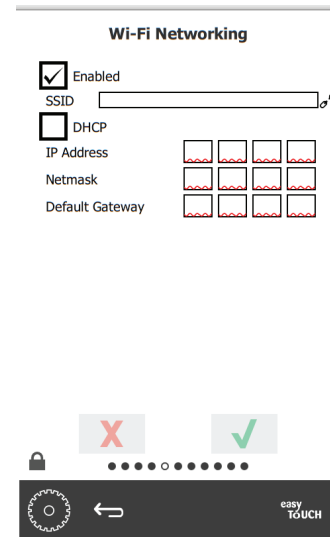 Wi-Fi Networking
Enabled
SSID
DHCP
IP Address
Netmask
Default Gateway
X
easy
TOUCH